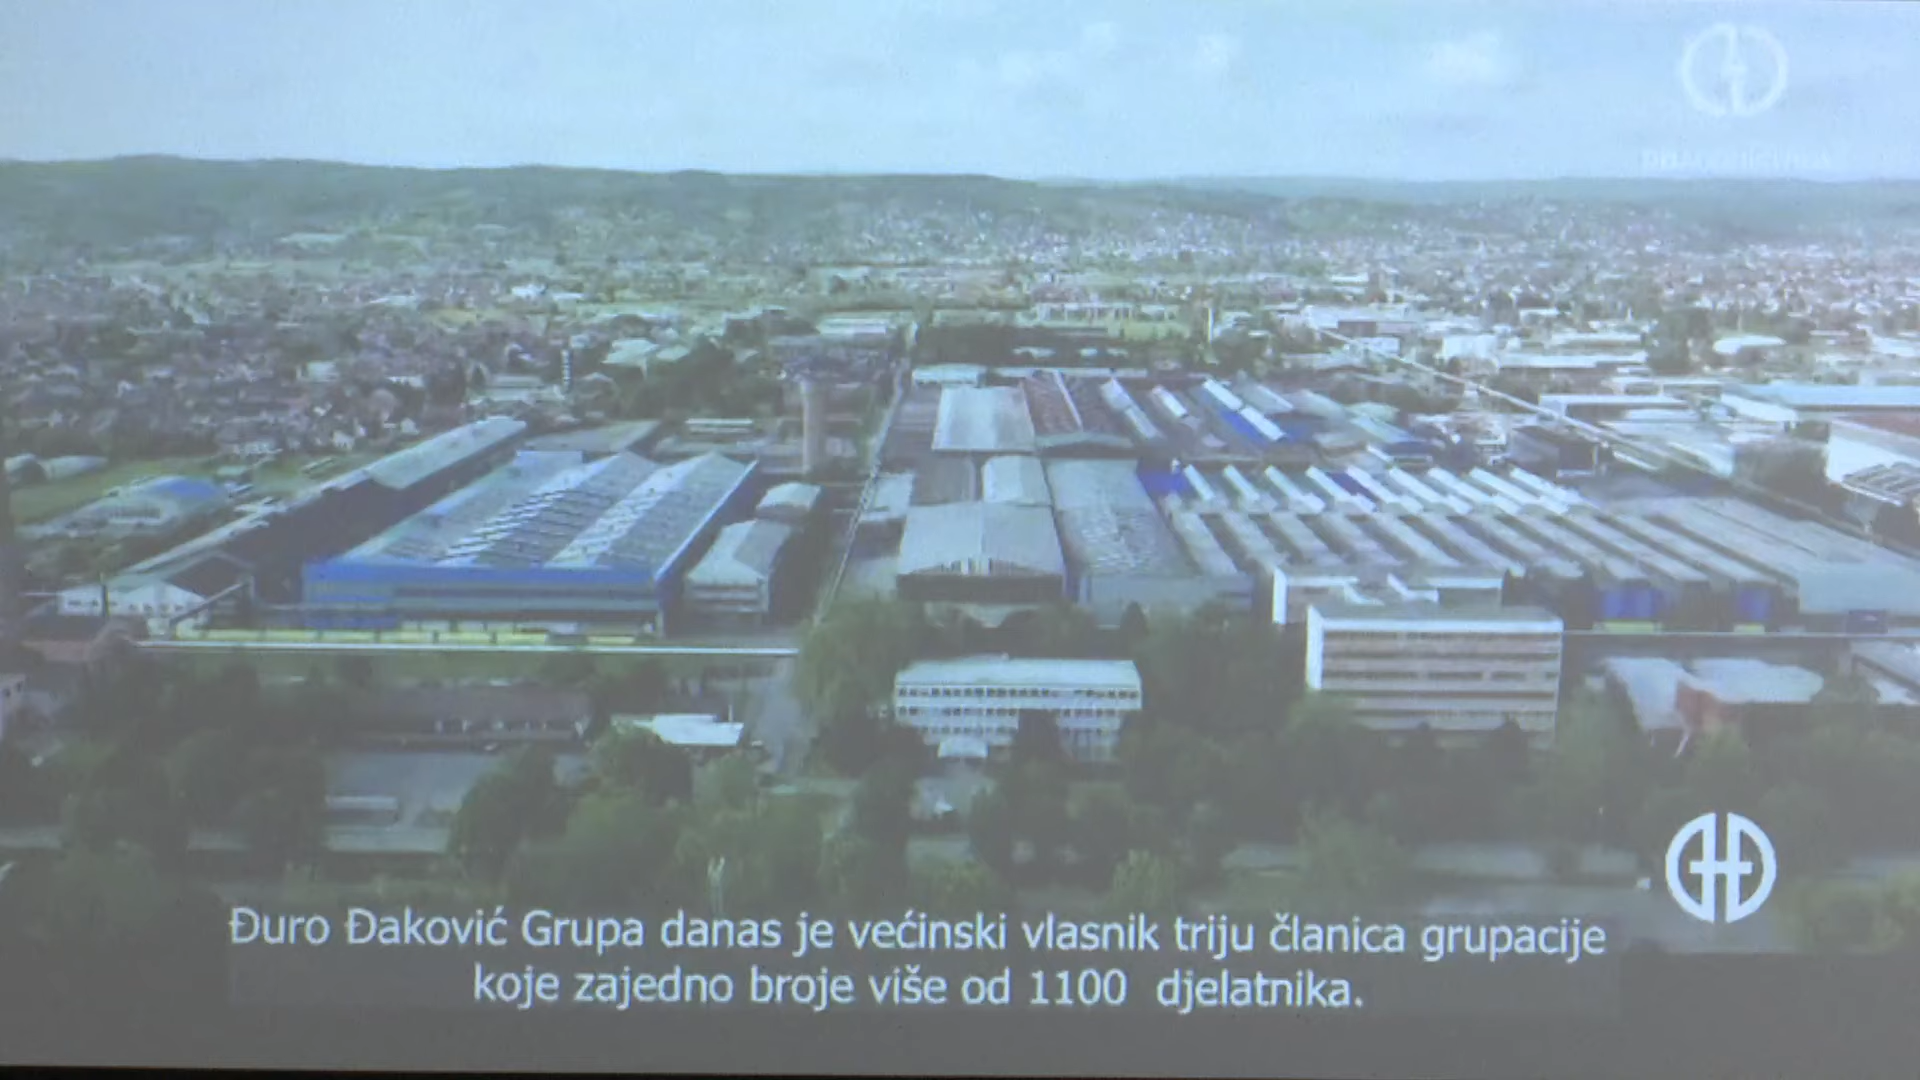 Đuro Đaković Grupa danas je većinski vlasnik triju članica grupacije
koje zajedno broje više od 1100 djelatnika.